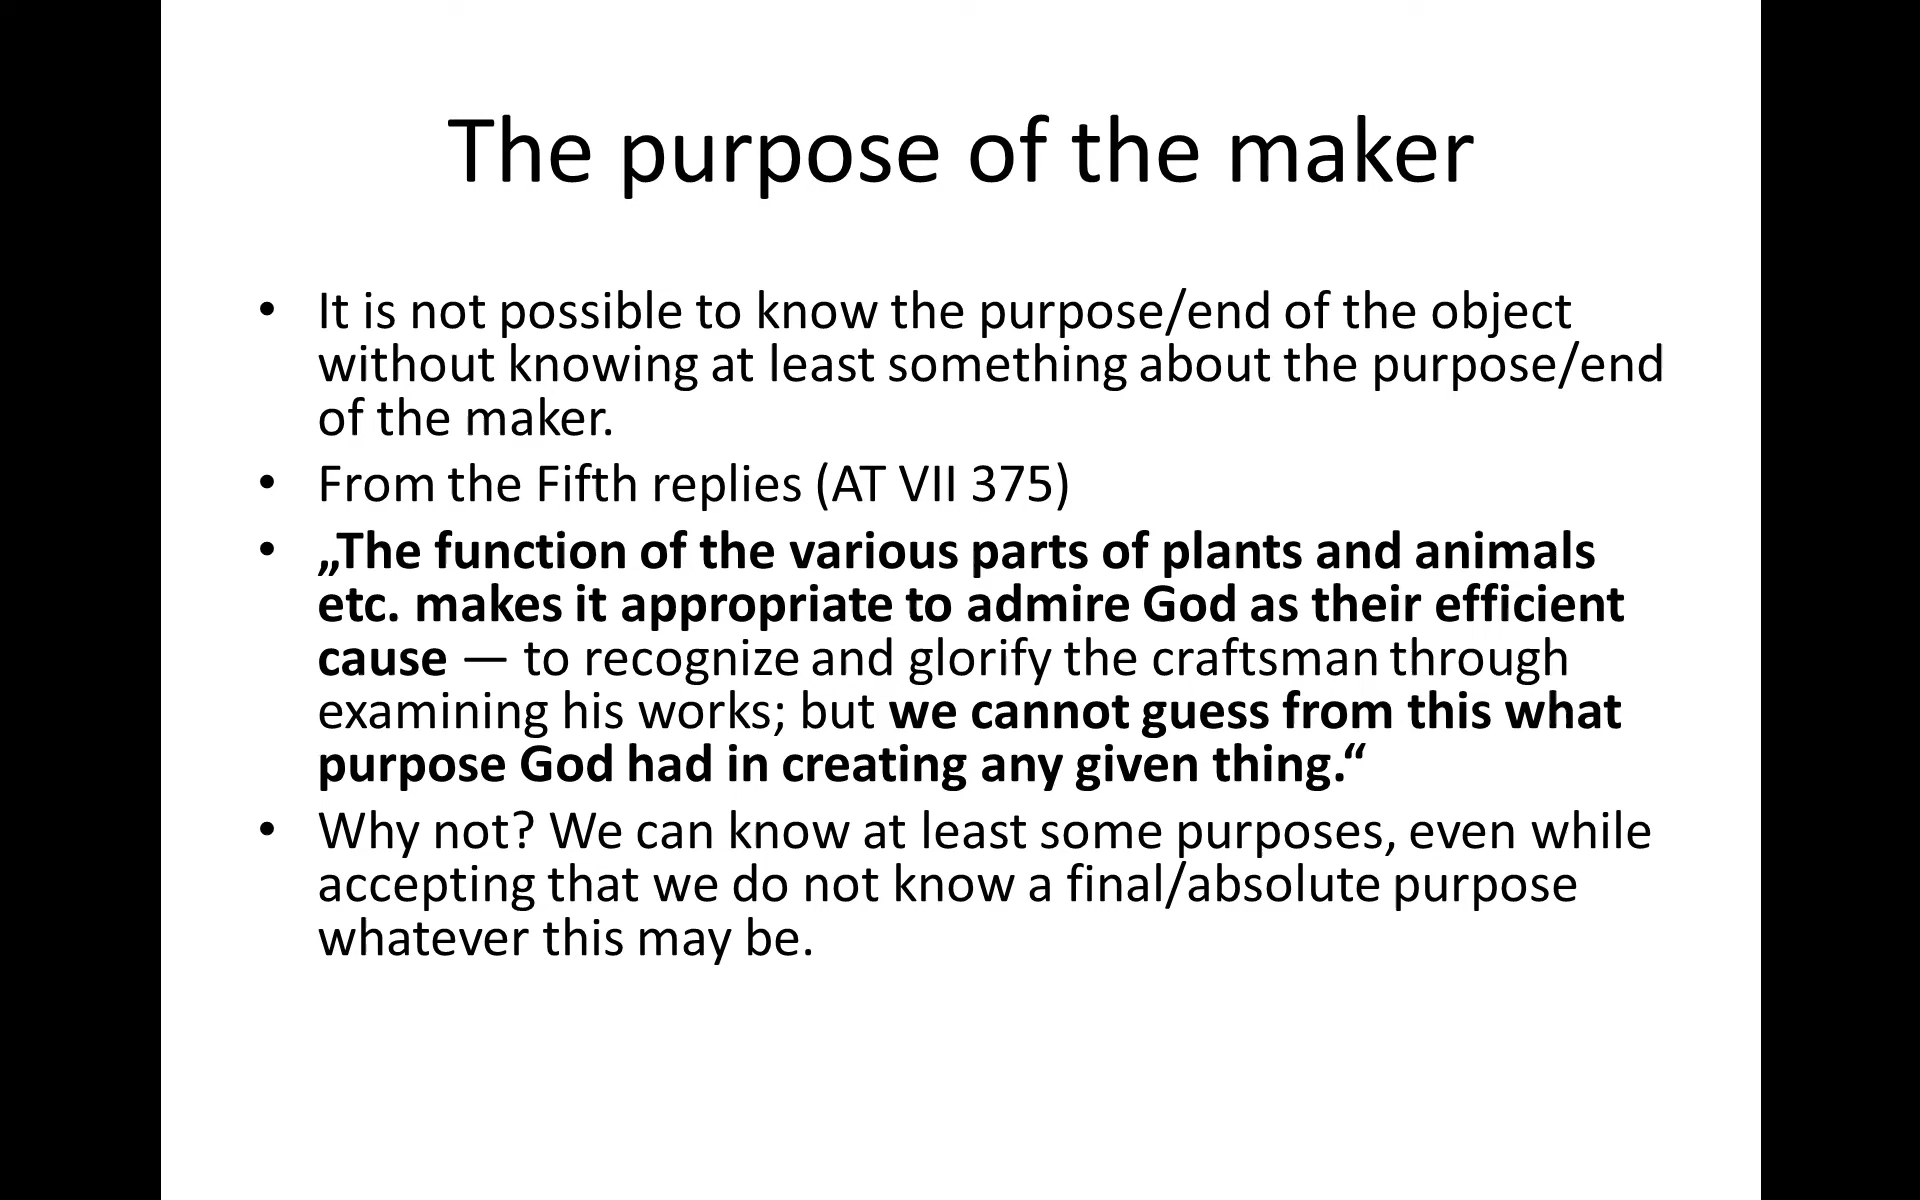 The purpose of the maker
• It is not possible to know the purpose/end of the object
without knowing at least something about the purpose/end
of the maker.
• From the Fifth replies (AT VII 375)
• „The function of the various parts of plants and animals
etc. makes it appropriate to admire God as their efficient
cause — to recognize and glorify the craftsman through
examining his works; but we cannot guess from this what
purpose God had in creating any given thing.“
• Why not? We can know at least some purposes, even while
accepting that we do not know a final/absolute purpose
whatever this may be.